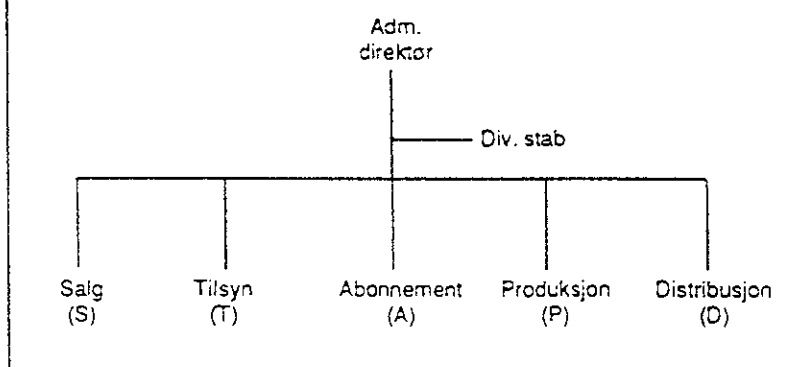 Adm.
direktør
Div. stab
Salg
(S)
Tilsyn
(T)
Abonnement
(A)
Produksjon
(P)
Distribusjon
(D)